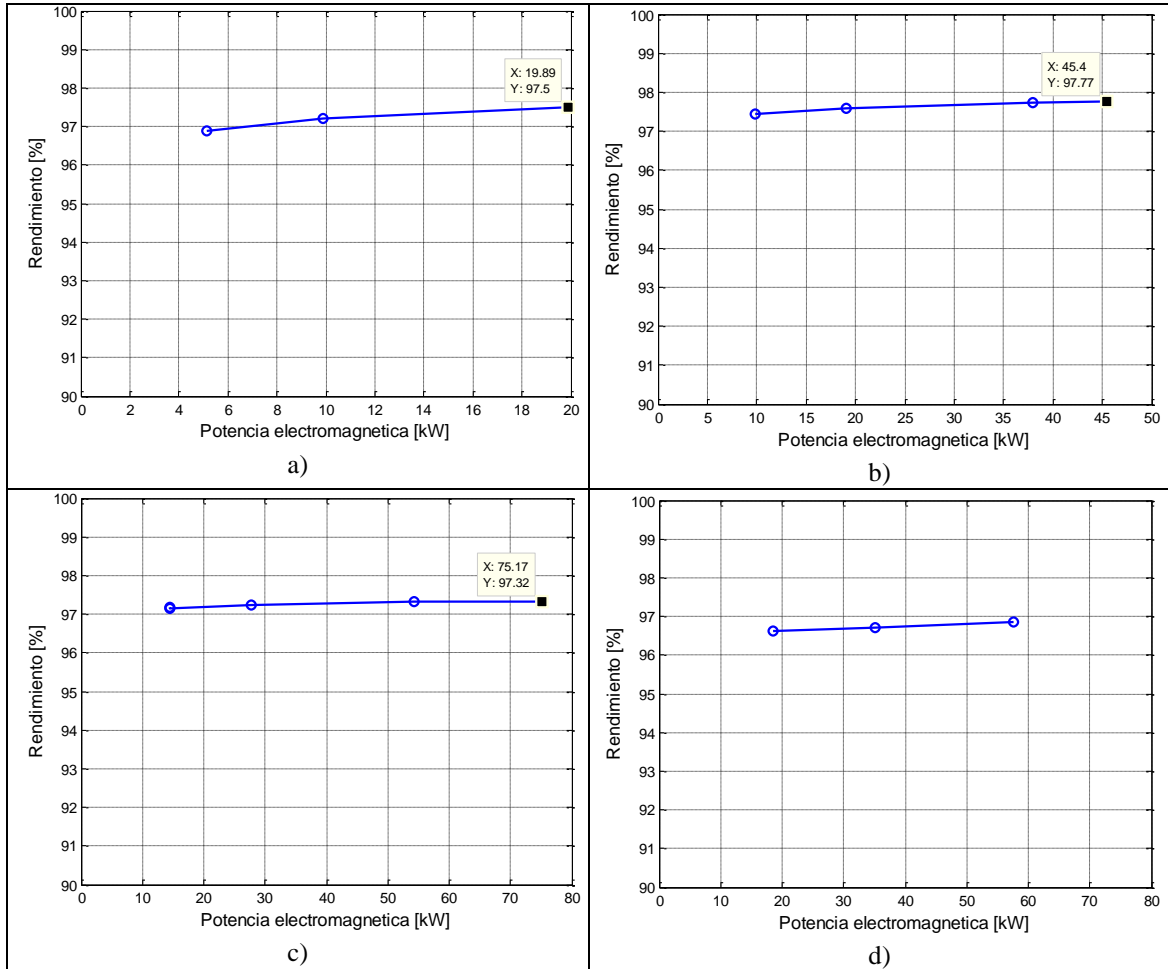 100
99
98
97
96
95
94
93
92
91
90
Rendimiento [%]
X: 19.89
Y: 97.5
0 2 4 6 8 10 12 14 16 18 20
Potencia electromagnetica [kW]
a)
100
99
98
97
96
95
94
93
92
91
90
Rendimiento [%]
X: 45.4
Y: 97.77
0 5 10 15 20 25 30 35 40 45 50
Potencia electromagnetica [kW]
b)
100
99
98
97
96
95
94
93
92
91
90
Rendimiento [%]
X: 75.17
Y: 97.32
0 10 20 30 40 50 60 70 80
Potencia electromagnetica [kW]
c)
100
99
98
97
96
95
94
93
92
91
90
Rendimiento [%]
0 10 20 30 40 50 60 70 80
Potencia electromagnetica [kW]
d)